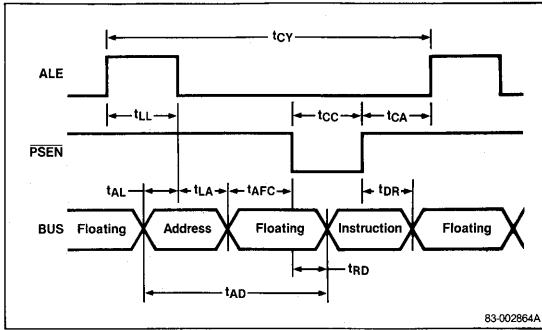 tCY
ALE
tLL
tCC
tCA
PSEN
tAL
tLA
tAFC
tDR
BUS
Floating
Address
Floating
Instruction
Floating
tRD
tAD
83-002864A